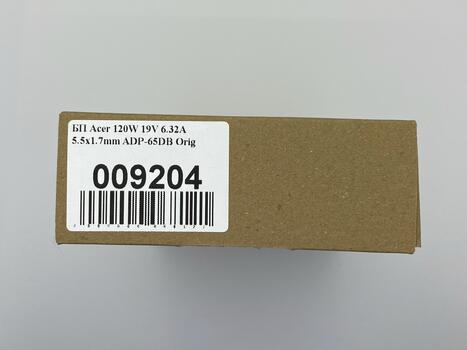 БП Acer 120W 19V 6.32A
5.5x1.7mm ADP-65DB Orig
009204